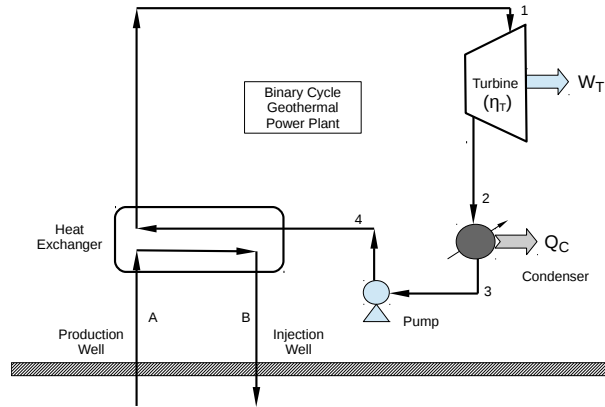 1
Turbine
(ηT)
WT
Binary Cycle
Geothermal
Power Plant
2
4
Heat
Exchanger
QC
Condenser
3
A
B
Production
Well
Injection
Well
Pump